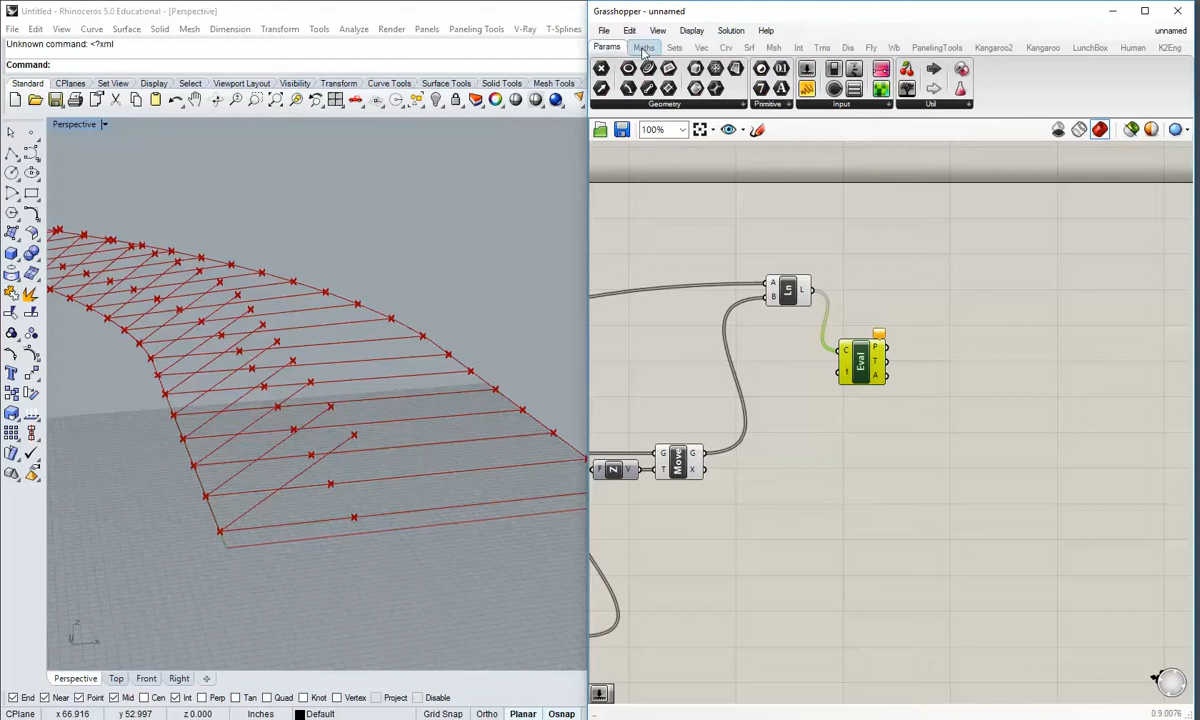 Untitled - Rhinoceros 5.0 Educational - [Perspective]
File Edit View Curve Surface Solid Mesh Dimension Transform Tools Analyze Render Panels Paneling Tools V-Ray T-Splines
Unknown command: <?xml
Command:
Standard CPlanes Set View Display Select Viewport Layout Curve Tools Surface Tools Solid Tools Mesh Tools
Perspective
Perspective Top Front Right
End Near Point Mid Cen Int Perp Tan Quad Knot Vertex Project Disable
CPlane x 66.916 y 52.997 z 0.000 Inches Default Grid Snap Ortho Planar Osnap
Grasshopper - unnamed
File Edit View Display Solution Help unnamed
Params Maths Sets Vec Crv Srf Msh Int Trns Dis Fly Wb PanelingTools Kangaroo2 Kangaroo LunchBox Human K2Eng
Geometry Primitive Input Util
100%
A B Ln L
C t Eval P T A
F Z V
G T Move G X
0.9.0076